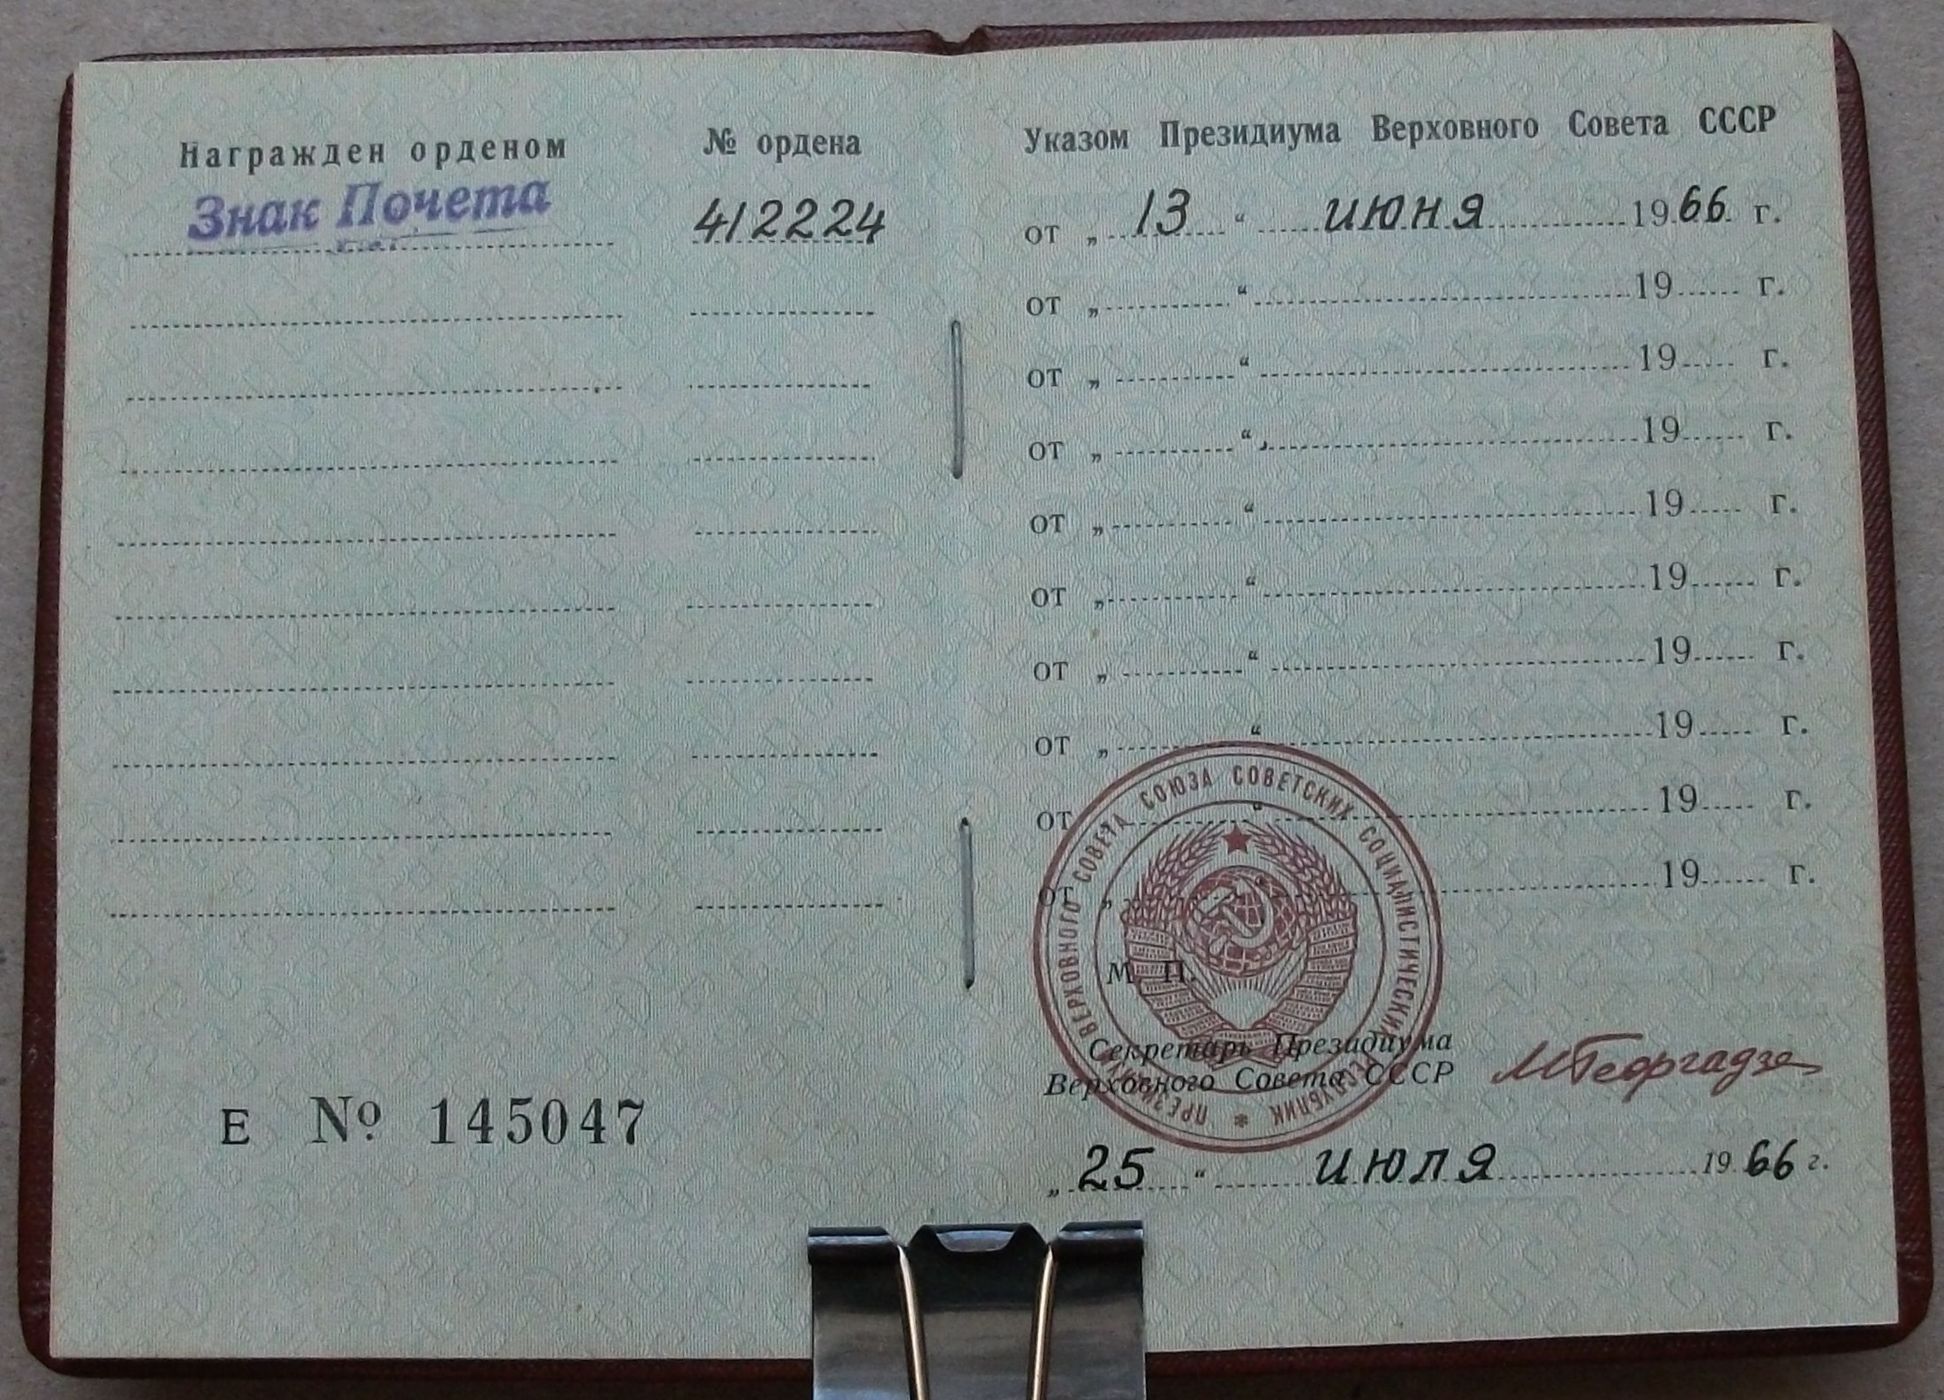 Награжден орденом
№ ордена
Знак Почета
412224
Е № 145047
Указом Президиума Верховного Совета СССР
от „ 13 “ июня 1966 г.
от „ “ 19 г.
от „ “ 19 г.
от „ “ 19 г.
от „ “ 19 г.
от „ “ 19 г.
от „ “ 19 г.
от „ “ 19 г.
от „ “ 19 г.
от „ “ 19 г.
М. П.
ПРЕЗИДИУМ ВЕРХОВНОГО СОВЕТА СОЮЗА СОВЕТСКИХ СОЦИАЛИСТИЧЕСКИХ РЕСПУБЛИК *
Секретарь Президиума
Верховного Совета СССР
МГеоргадзе
„ 25 “ июля 1966 г.